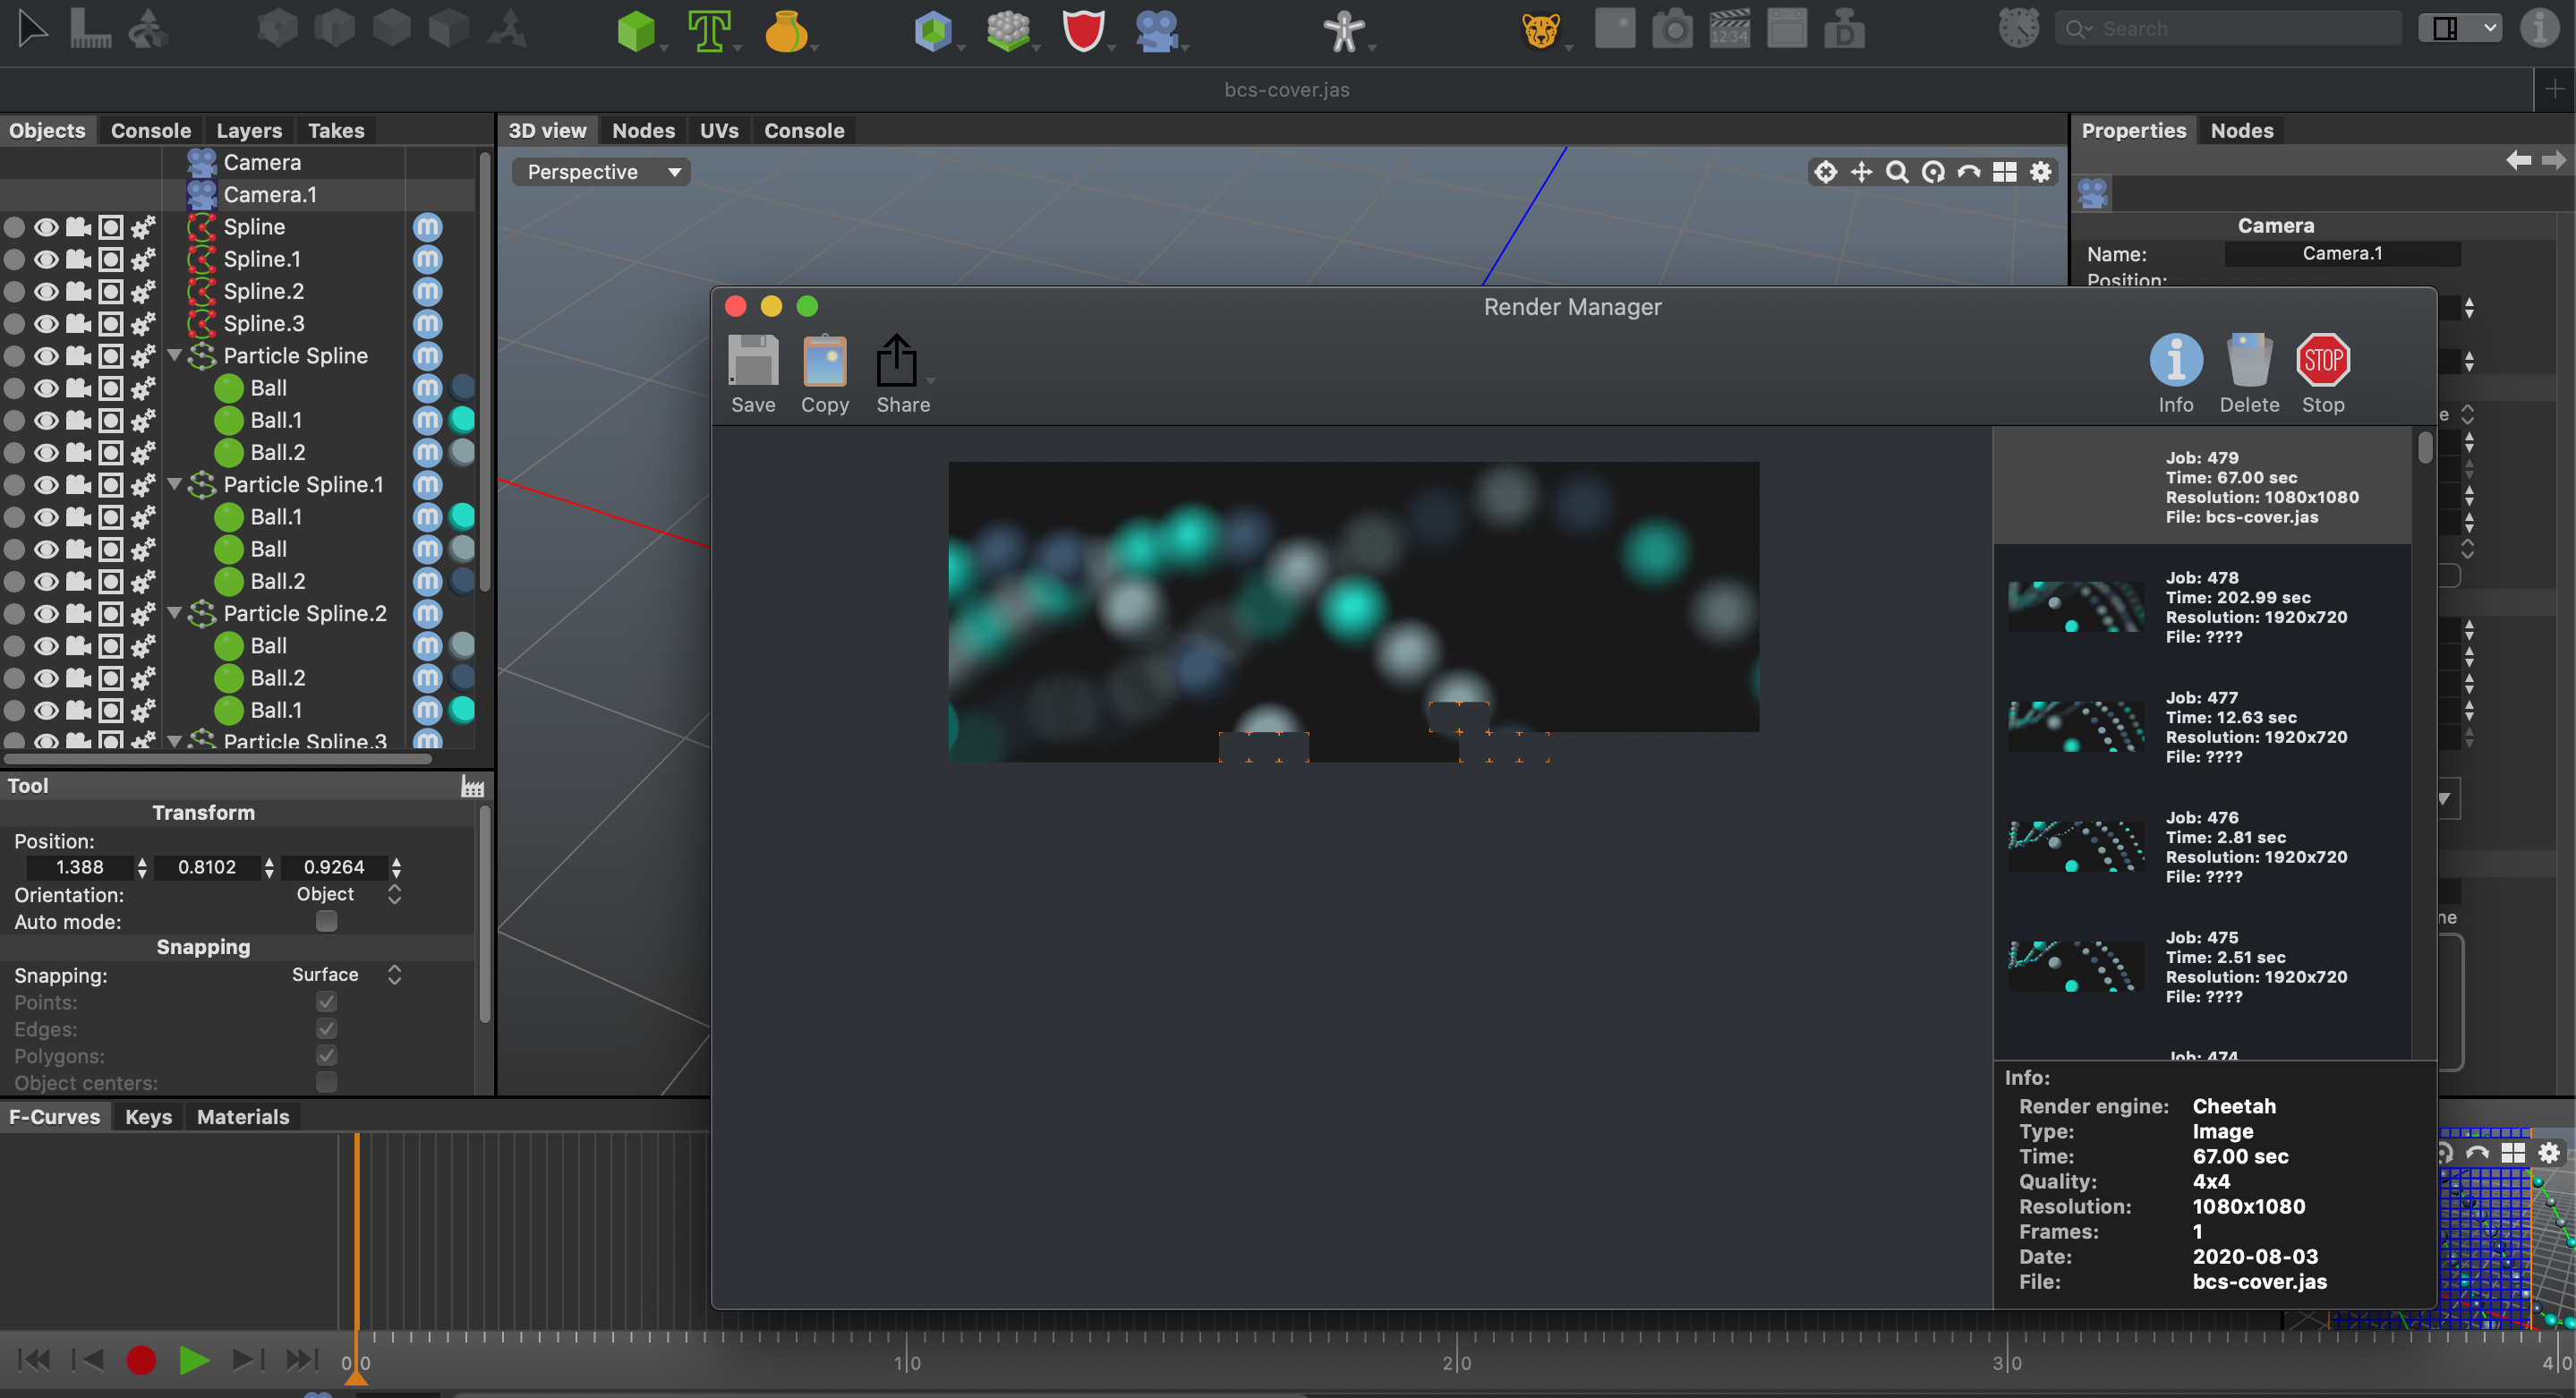 12:34
D
Search
bcs-cover.jas
Objects Console Layers Takes
3D view Nodes UVs Console
Properties Nodes
Camera
Camera.1
Spline
Spline.1
Spline.2
Spline.3
Particle Spline
Ball
Ball.1
Ball.2
Particle Spline.1
Ball.1
Ball
Ball.2
Particle Spline.2
Ball
Ball.2
Ball.1
Particle Spline.3
Perspective
Camera
Name: Camera.1
Position:
Tool
Transform
Position:
1.388 0.8102 0.9264
Orientation: Object
Auto mode:
Snapping
Snapping: Surface
Points:
Edges:
Polygons:
Object centers:
Render Manager
Save Copy Share
STOP
Info Delete Stop
Job: 479
Time: 67.00 sec
Resolution: 1080x1080
File: bcs-cover.jas
Job: 478
Time: 202.99 sec
Resolution: 1920x720
File: ????
Job: 477
Time: 12.63 sec
Resolution: 1920x720
File: ????
Job: 476
Time: 2.81 sec
Resolution: 1920x720
File: ????
Job: 475
Time: 2.51 sec
Resolution: 1920x720
File: ????
Job: 474
Info:
Render engine: Cheetah
Type: Image
Time: 67.00 sec
Quality: 4x4
Resolution: 1080x1080
Frames: 1
Date: 2020-08-03
File: bcs-cover.jas
F-Curves Keys Materials
0|0 1|0 2|0 3|0 4|0